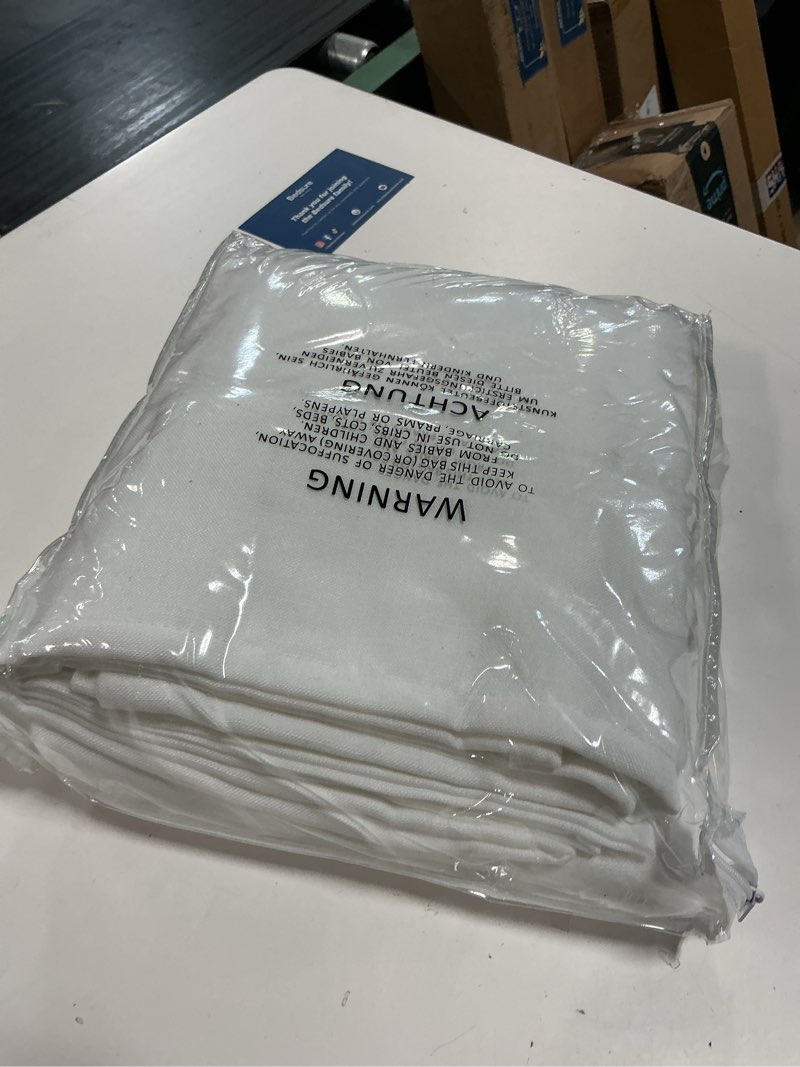 Bedsure
Thank you for joining
the Bedsure family!
WARNING
TO AVOID THE DANGER OF SUFFOCATION,
KEEP THIS BAG (OR COVERING) AWAY
FROM BABIES AND CHILDREN.
DO NOT USE IN CRIBS, COTS, BEDS,
CARRIAGE, PRAMS OR PLAYPENS.
ACHTUNG
KUNSTSTOFFBEUTEL KÖNNEN GEFÄHRLICH SEIN.
UM ERSTICKUNGSGEFAHR ZU VERMEIDEN
BITTE DIESEN BEUTEL VON BABIES
UND KINDERN FURNHALTEN
prime